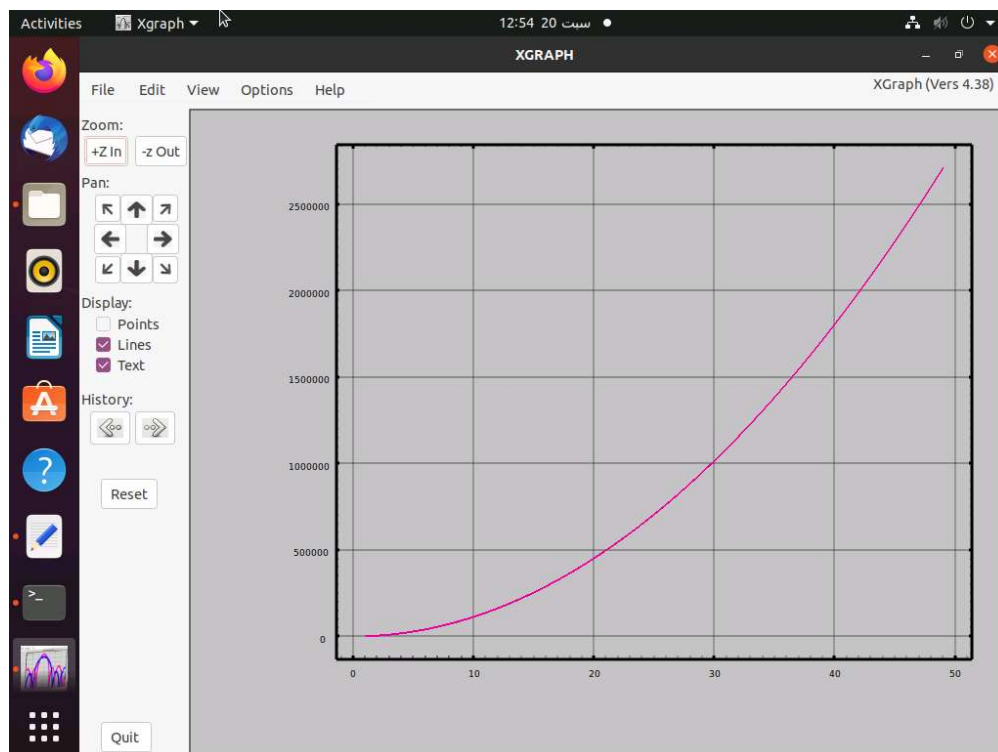 Activities Xgraph 12:54 20 سبت
XGRAPH
File Edit View Options Help XGraph (Vers 4.38)
Zoom:
+Z In -z Out
Pan:
Display:
Points
Lines
Text
History:
Reset
Quit
2500000
2000000
1500000
1000000
500000
0
0 10 20 30 40 50